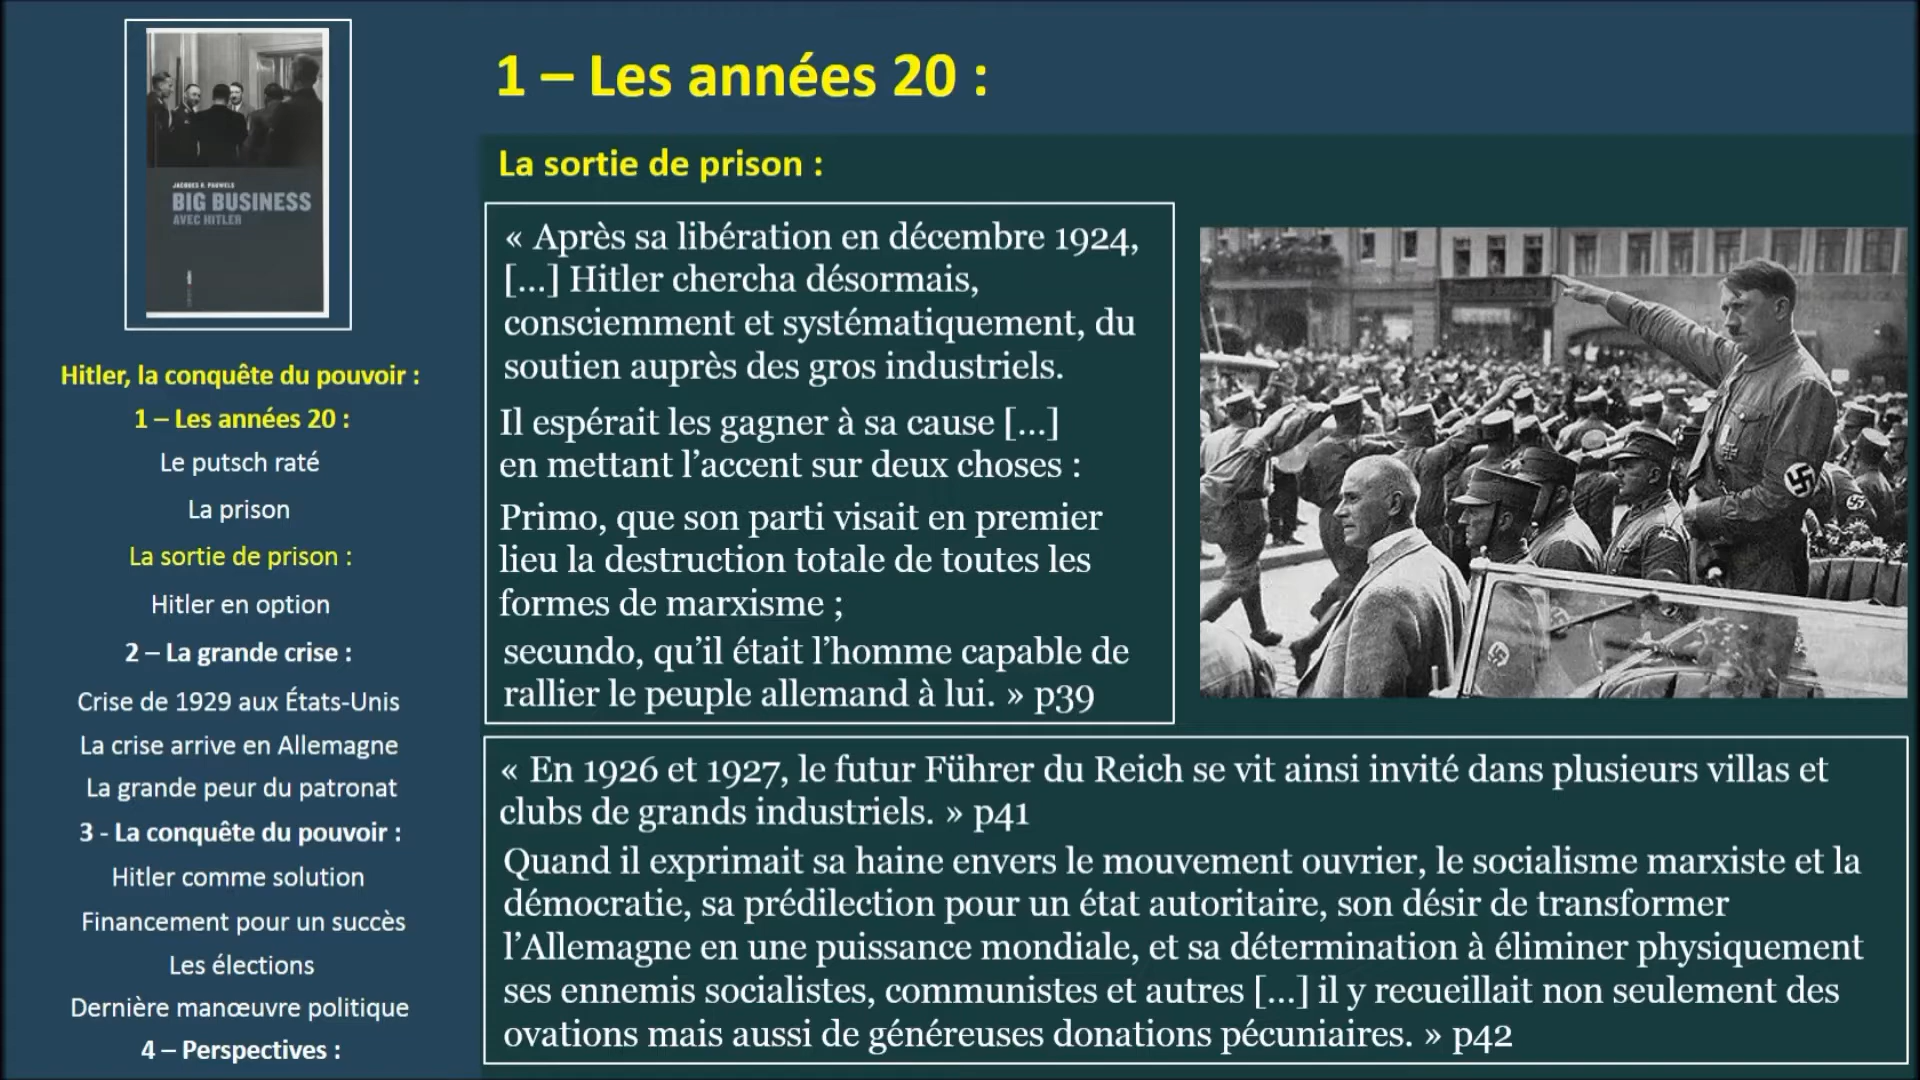 JACQUES R. PAUWELS
BIG BUSINESS
AVEC HITLER
Hitler, la conquête du pouvoir :
1 – Les années 20 :
Le putsch raté
La prison
La sortie de prison :
Hitler en option
2 – La grande crise :
Crise de 1929 aux États-Unis
La crise arrive en Allemagne
La grande peur du patronat
3 - La conquête du pouvoir :
Hitler comme solution
Financement pour un succès
Les élections
Dernière manœuvre politique
4 – Perspectives :
1 – Les années 20 :
La sortie de prison :
« Après sa libération en décembre 1924,
[...] Hitler chercha désormais,
consciemment et systématiquement, du
soutien auprès des gros industriels.
Il espérait les gagner à sa cause [...]
en mettant l’accent sur deux choses :
Primo, que son parti visait en premier
lieu la destruction totale de toutes les
formes de marxisme ;
secundo, qu’il était l’homme capable de
rallier le peuple allemand à lui. » p39
« En 1926 et 1927, le futur Führer du Reich se vit ainsi invité dans plusieurs villas et
clubs de grands industriels. » p41
Quand il exprimait sa haine envers le mouvement ouvrier, le socialisme marxiste et la
démocratie, sa prédilection pour un état autoritaire, son désir de transformer
l’Allemagne en une puissance mondiale, et sa détermination à éliminer physiquement
ses ennemis socialistes, communistes et autres [...] il y recueillait non seulement des
ovations mais aussi de généreuses donations pécuniaires. » p42